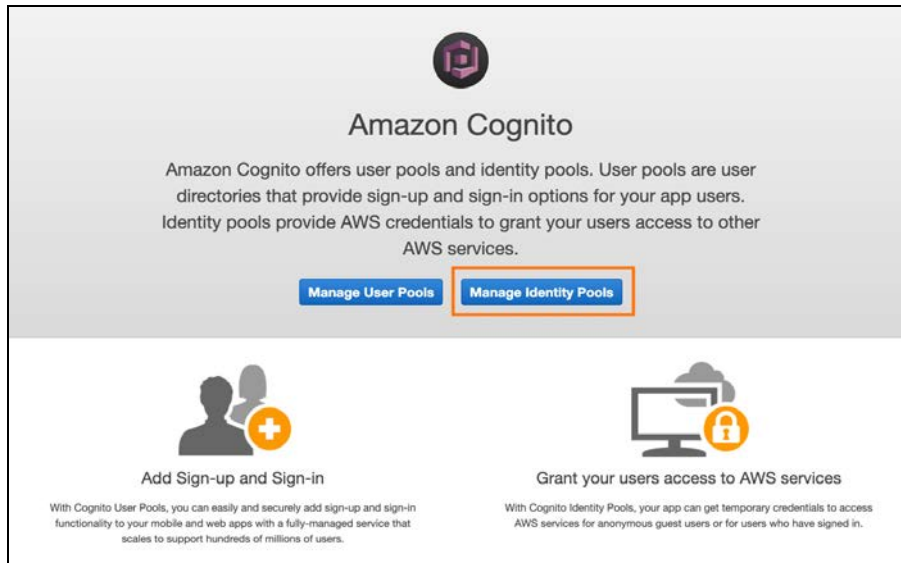 Amazon Cognito
Amazon Cognito offers user pools and identity pools. User pools are user
directories that provide sign-up and sign-in options for your app users.
Identity pools provide AWS credentials to grant your users access to other
AWS services.
Manage User Pools
Manage Identity Pools
Add Sign-up and Sign-in
With Cognito User Pools, you can easily and securely add sign-up and sign-in
functionality to your mobile and web apps with a fully-managed service that
scales to support hundreds of millions of users.
Grant your users access to AWS services
With Cognito Identity Pools, your app can get temporary credentials to access
AWS services for anonymous guest users or for users who have signed in.